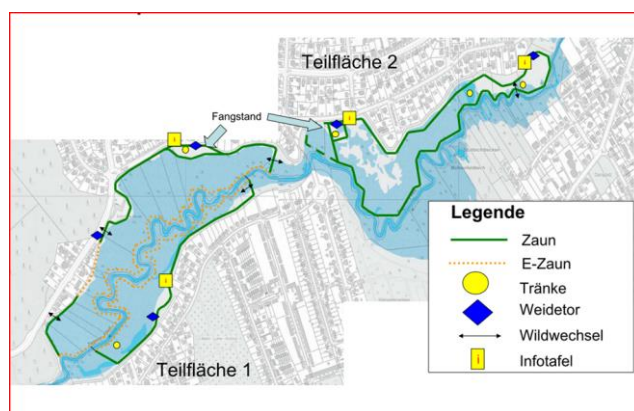 Teilfläche 2
Fangstand
i
i
i
i
Teilfläche 1
Legende
Zaun
E-Zaun
Tränke
Weidetor
Wildwechsel
i
Infotafel